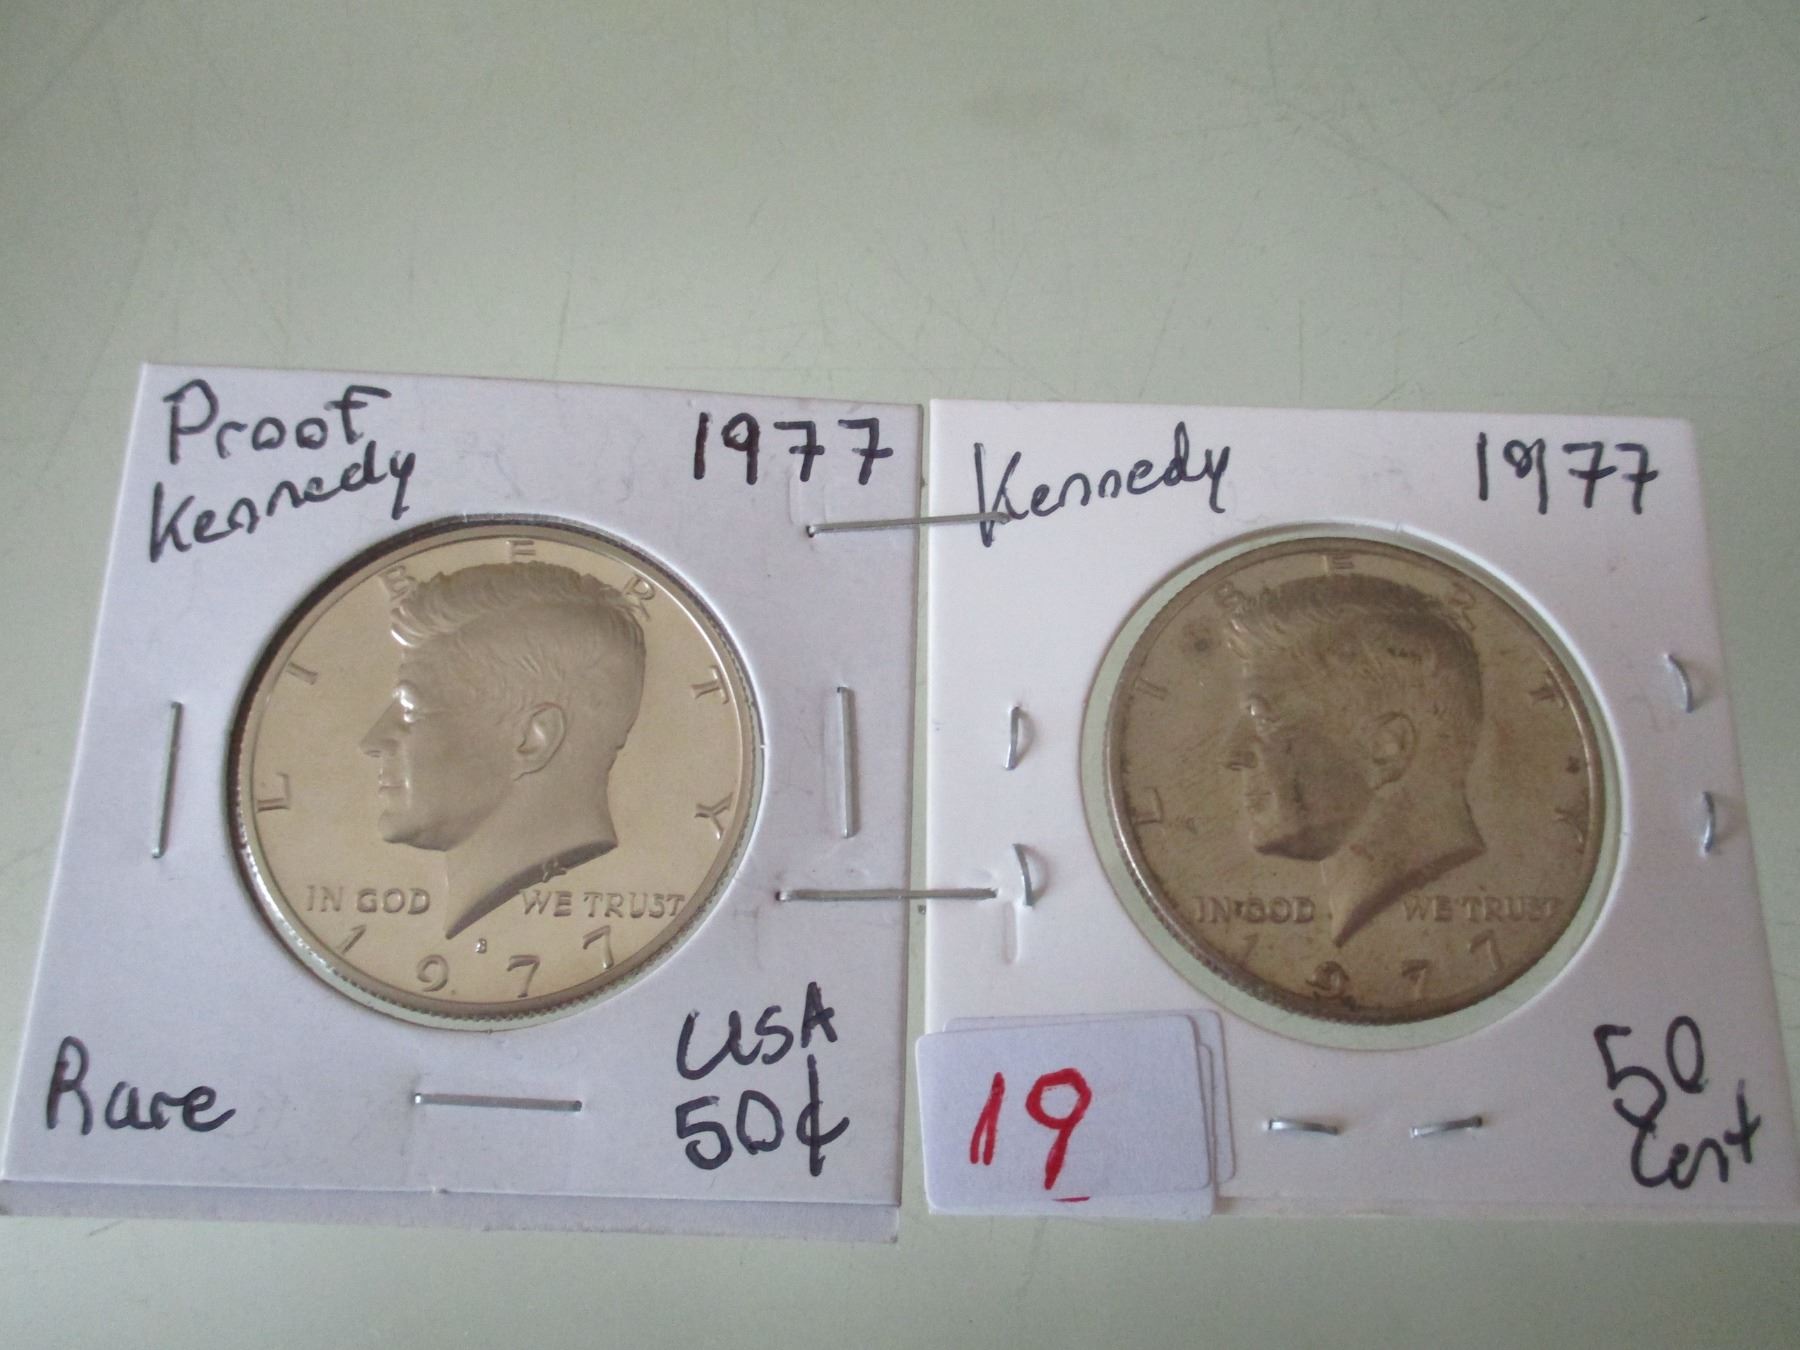 Proof
Kennedy
1977
LIBERTY
IN GOD WE TRUST
S
1977
Rare
USA
50¢
Kennedy
1977
LIBERTY
IN GOD WE TRUST
1977
19
50
Cent